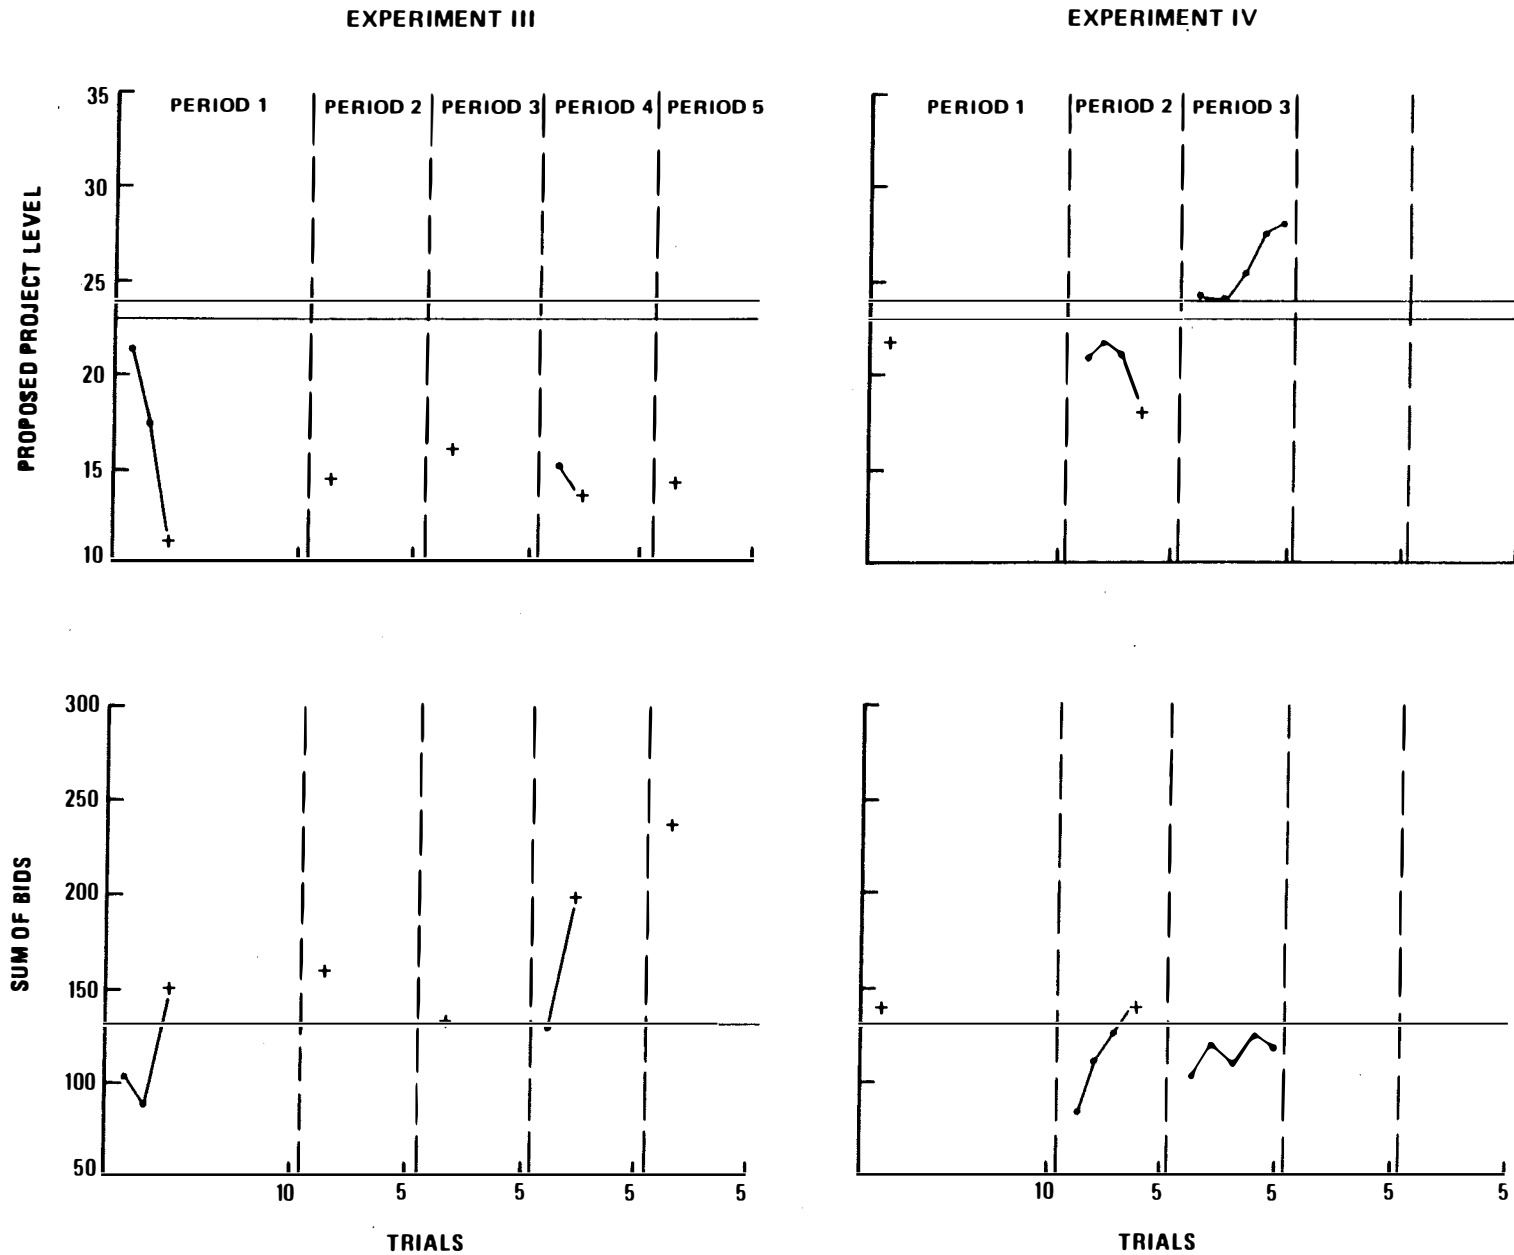 EXPERIMENT III
EXPERIMENT IV
PROPOSED PROJECT LEVEL
35
30
25
20
15
10
PERIOD 1
PERIOD 2
PERIOD 3
PERIOD 4
PERIOD 5
PERIOD 1
PERIOD 2
PERIOD 3
SUM OF BIDS
300
250
200
150
100
50
10
5
5
5
5
10
5
5
5
5
TRIALS
TRIALS